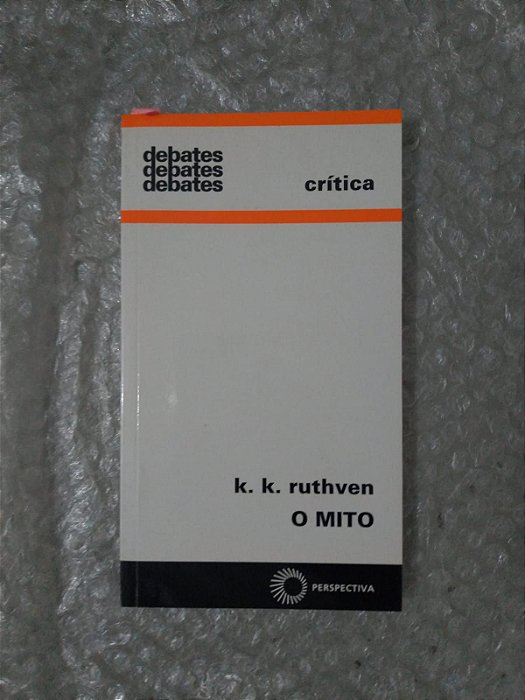 debates
debates
debates
crítica
k. k. ruthven
O MITO
PERSPECTIVA